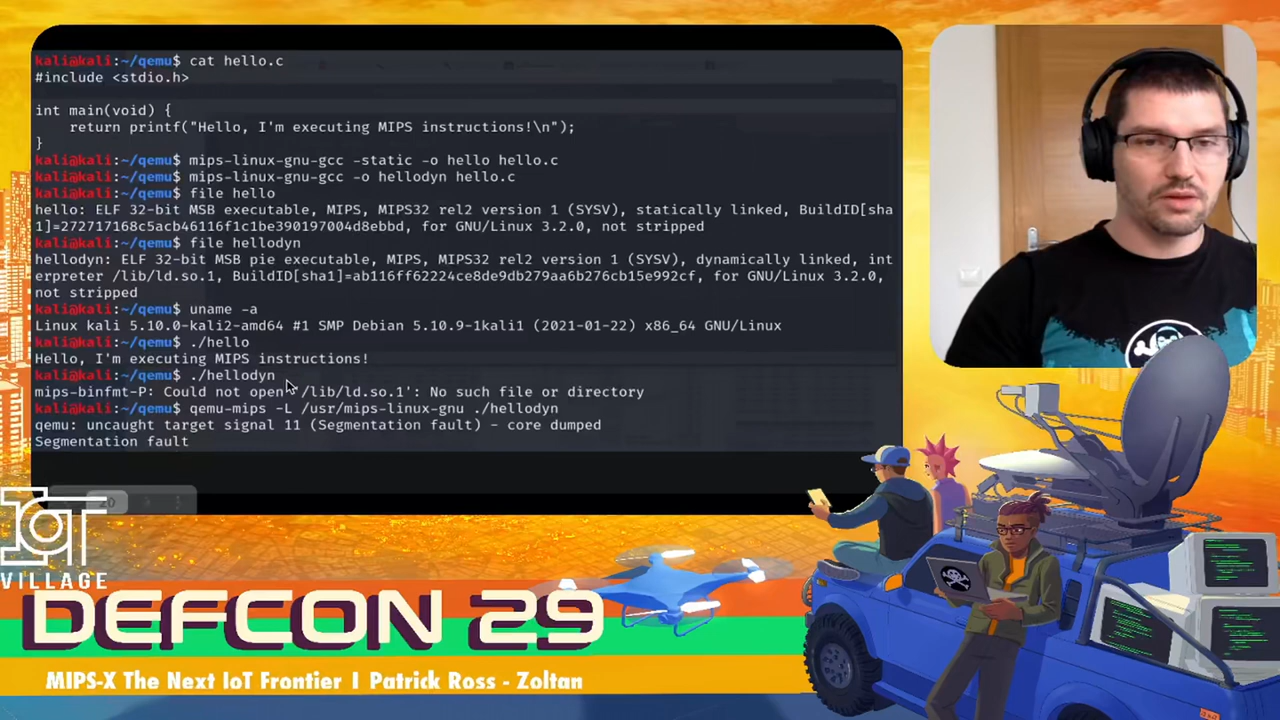 kali@kali:~/qemu$ cat hello.c
#include <stdio.h>
int main(void) {
return printf("Hello, I'm executing MIPS instructions!\n");
}
kali@kali:~/qemu$ mips-linux-gnu-gcc -static -o hello hello.c
kali@kali:~/qemu$ mips-linux-gnu-gcc -o hellodyn hello.c
kali@kali:~/qemu$ file hello
hello: ELF 32-bit MSB executable, MIPS, MIPS32 rel2 version 1 (SYSV), statically linked, BuildID[sha
1]=272717168c5acb46116f1c1be390197004d8ebbd, for GNU/Linux 3.2.0, not stripped
kali@kali:~/qemu$ file hellodyn
hellodyn: ELF 32-bit MSB pie executable, MIPS, MIPS32 rel2 version 1 (SYSV), dynamically linked, int
erpreter /lib/ld.so.1, BuildID[sha1]=ab116ff62224ce8de9db279aa6b276cb15e992cf, for GNU/Linux 3.2.0,
not stripped
kali@kali:~/qemu$ uname -a
Linux kali 5.10.0-kali2-amd64 #1 SMP Debian 5.10.9-1kali1 (2021-01-22) x86_64 GNU/Linux
kali@kali:~/qemu$ ./hello
Hello, I'm executing MIPS instructions!
kali@kali:~/qemu$ ./hellodyn
mips-binfmt-P: Could not open '/lib/ld.so.1': No such file or directory
kali@kali:~/qemu$ qemu-mips -L /usr/mips-linux-gnu ./hellodyn
qemu: uncaught target signal 11 (Segmentation fault) - core dumped
Segmentation fault
IOT
VILLAGE
DEFCON 29
MIPS-X The Next IoT Frontier | Patrick Ross - Zoltan